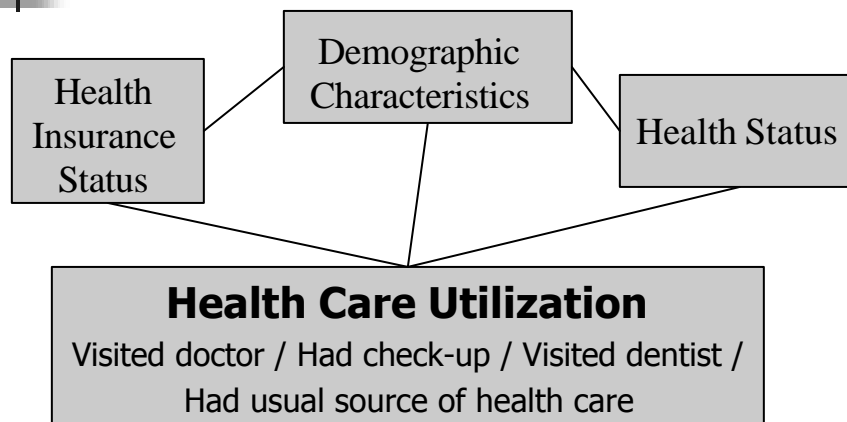 Demographic
Characteristics
Health
Insurance
Status
Health Status
Health Care Utilization
Visited doctor / Had check-up / Visited dentist /
Had usual source of health care